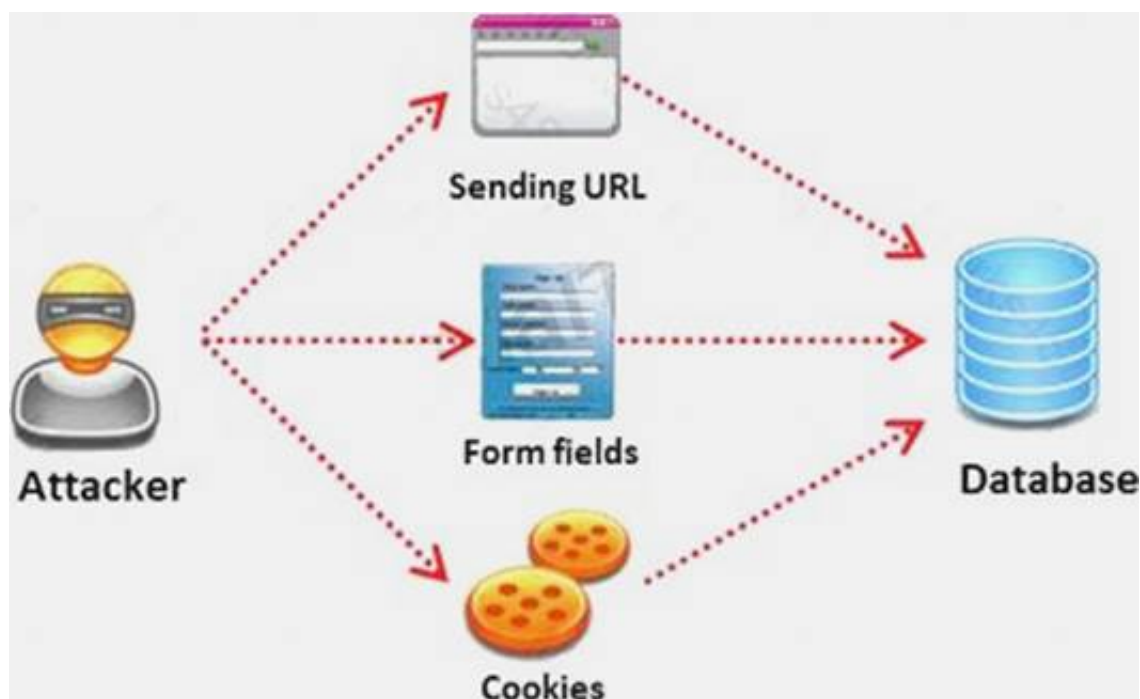 Sending URL
Form fields
Attacker
Database
Cookies